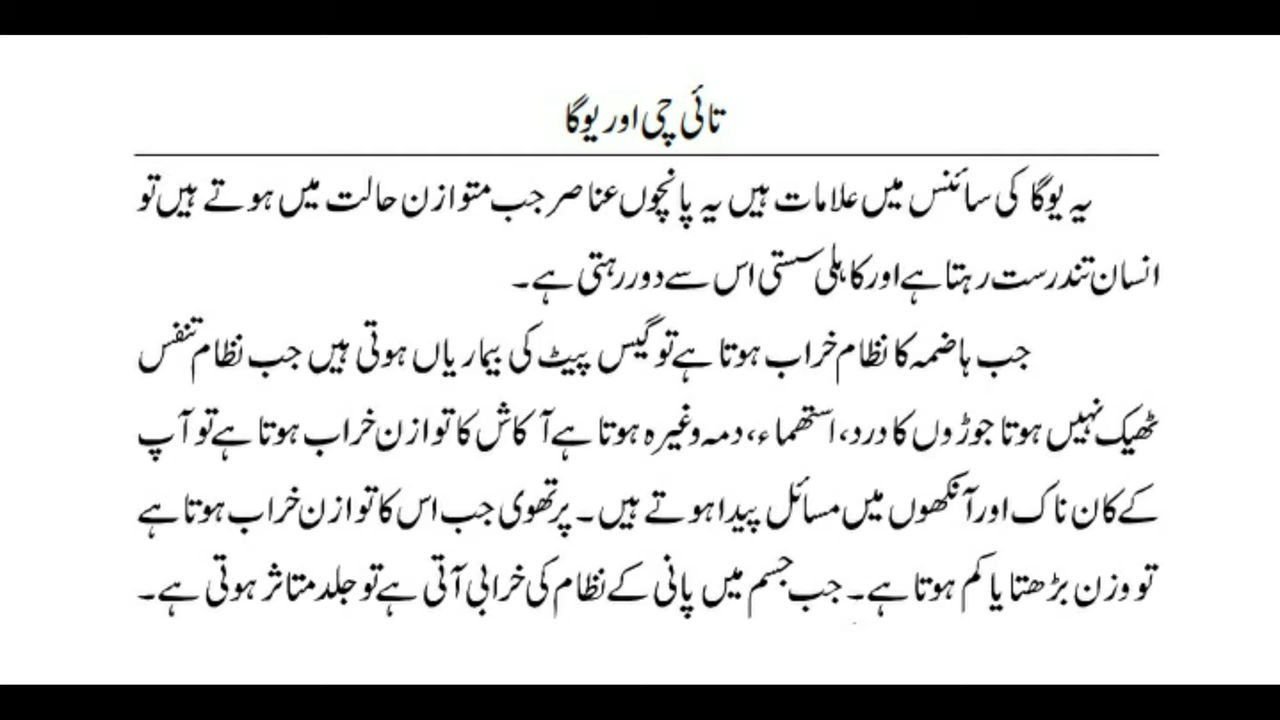 تائی چی اور یوگا
یہ یوگا کی سائنس میں علامات ہیں یہ پانچوں عناصر جب متوازن حالت میں ہوتے ہیں تو
انسان تندرست رہتا ہے اور کاہلی سستی اس سے دور رہتی ہے۔
جب ہاضمہ کا نظام خراب ہوتا ہے تو گیس پیٹ کی بیماریاں ہوتی ہیں جب نظام تنفس
ٹھیک نہیں ہوتا جوڑوں کا درد، استھماء، دمہ وغیرہ ہوتا ہے آکاش کا توازن خراب ہوتا ہے تو آپ
کے کان ناک اور آنکھوں میں مسائل پیدا ہوتے ہیں۔ پرتھوی جب اس کا توازن خراب ہوتا ہے
تو وزن بڑھتا یا کم ہوتا ہے۔ جب جسم میں پانی کے نظام کی خرابی آتی ہے تو جلد متاثر ہوتی ہے۔